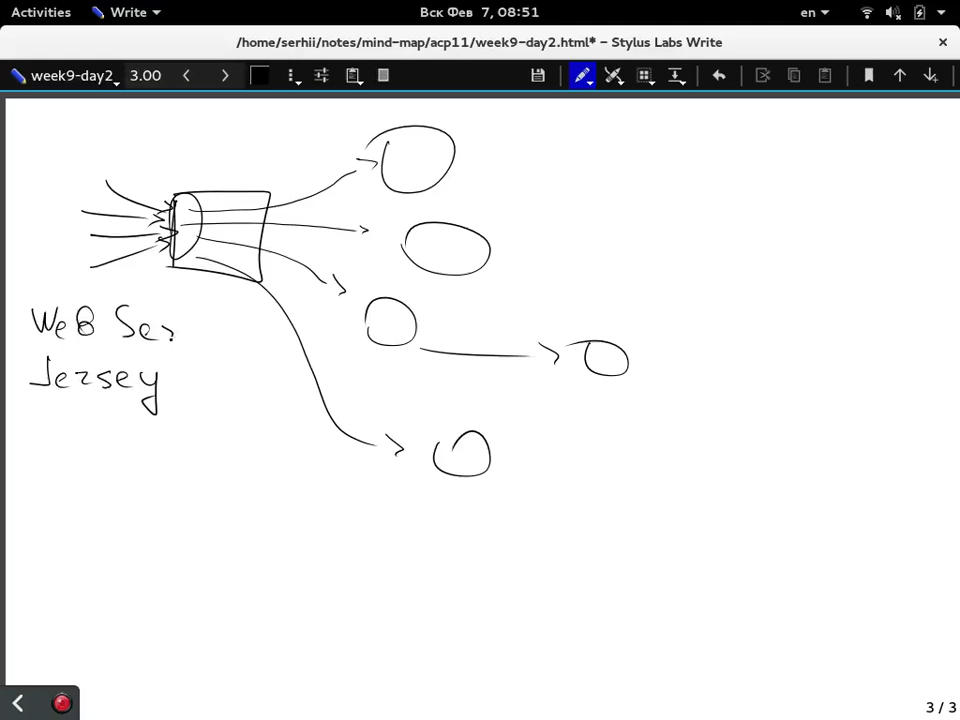 Activities Write Вск Фев 7, 08:51 en
/home/serhii/notes/mind-map/acp11/week9-day2.html* – Stylus Labs Write ×
week9-day2 3.00
WeB Ser
Jersey
3 / 3